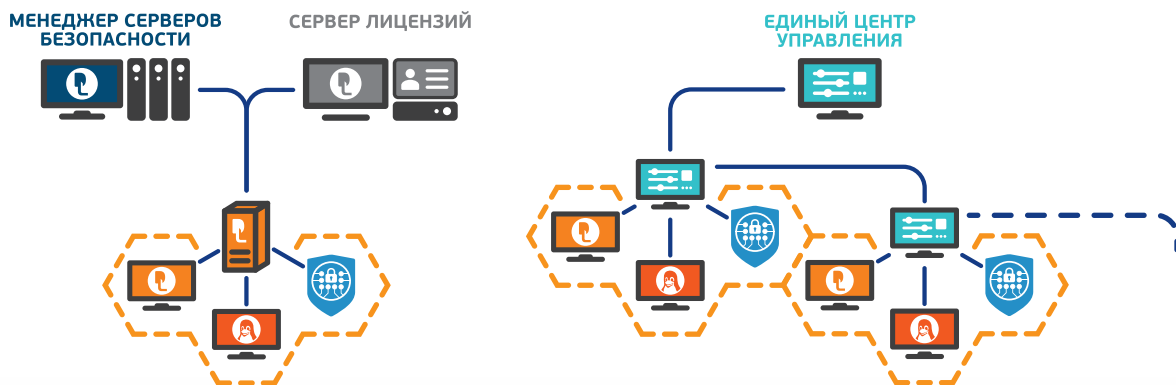 МЕНЕДЖЕР СЕРВЕРОВ
БЕЗОПАСНОСТИ
СЕРВЕР ЛИЦЕНЗИЙ
ЕДИНЫЙ ЦЕНТР
УПРАВЛЕНИЯ